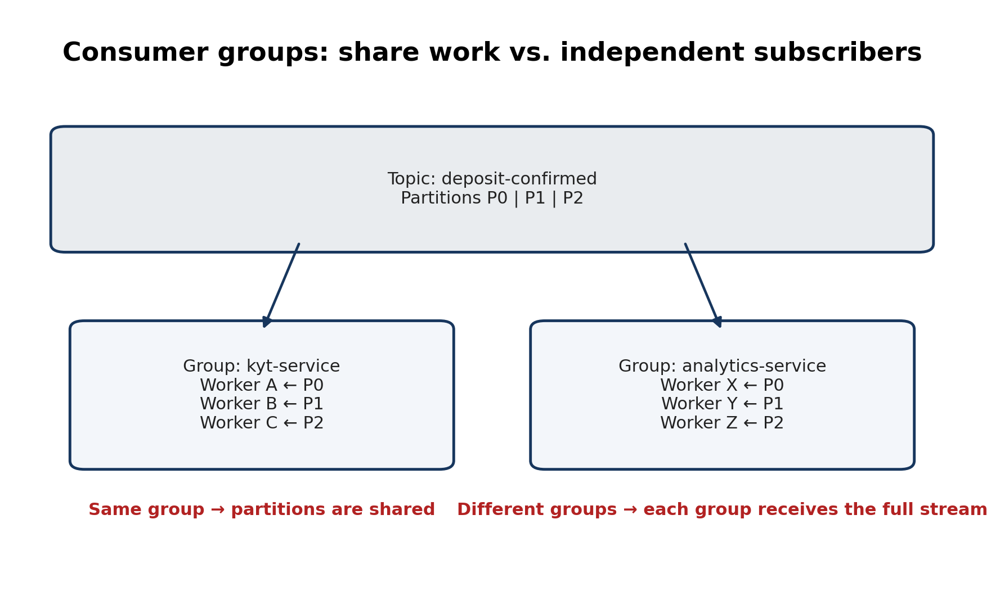 Consumer groups: share work vs. independent subscribers
Topic: deposit-confirmed
Partitions P0 | P1 | P2
Group: kyt-service
Worker A ← P0
Worker B ← P1
Worker C ← P2
Group: analytics-service
Worker X ← P0
Worker Y ← P1
Worker Z ← P2
Same group → partitions are shared
Different groups → each group receives the full stream